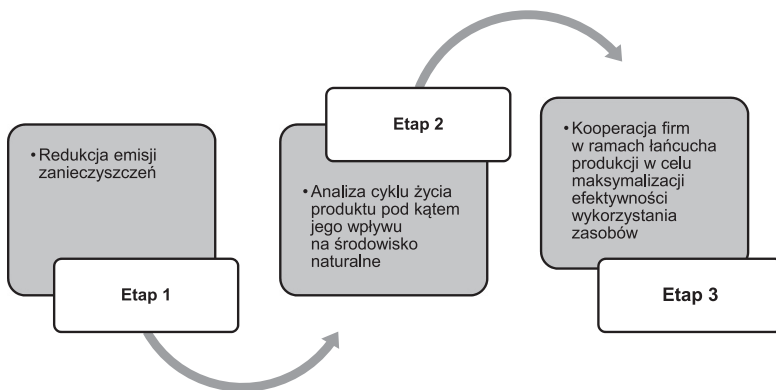 • Redukcja emisji
zanieczyszczeń
Etap 1
Etap 2
• Analiza cyklu życia
produktu pod kątem
jego wpływu
na środowisko
naturalne
• Kooperacja firm
w ramach łańcucha
produkcji w celu
maksymalizacji
efektywności
wykorzystania
zasobów
Etap 3